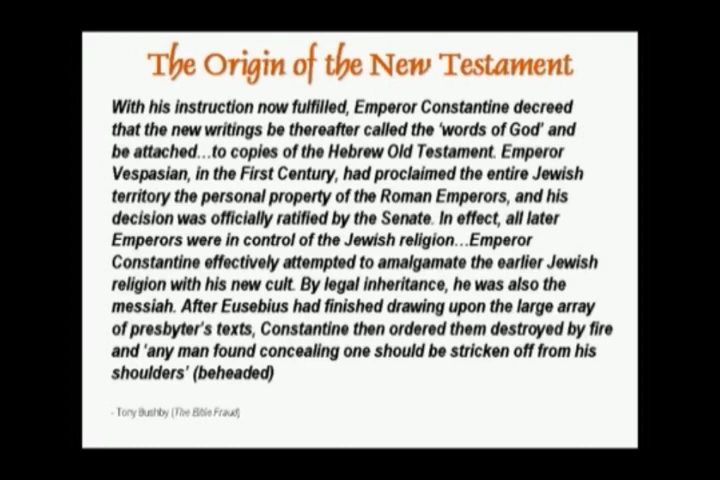 The Origin of the New Testament
With his instruction now fulfilled, Emperor Constantine decreed
that the new writings be thereafter called the 'words of God' and
be attached...to copies of the Hebrew Old Testament. Emperor
Vespasian, in the First Century, had proclaimed the entire Jewish
territory the personal property of the Roman Emperors, and his
decision was officially ratified by the Senate. In effect, all later
Emperors were in control of the Jewish religion...Emperor
Constantine effectively attempted to amalgamate the earlier Jewish
religion with his new cult. By legal inheritance, he was also the
messiah. After Eusebius had finished drawing upon the large array
of presbyter's texts, Constantine then ordered them destroyed by fire
and 'any man found concealing one should be stricken off from his
shoulders' (beheaded)
- Tony Bushby (The Bible Fraud)